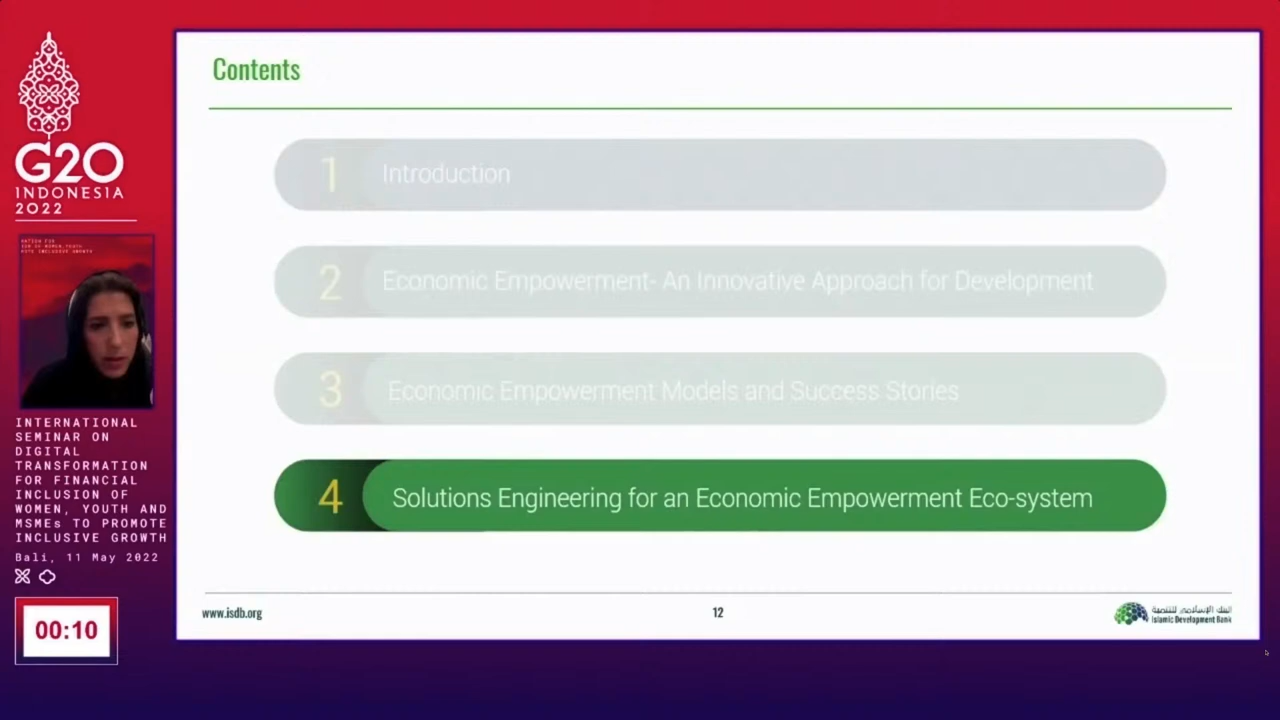 G20
INDONESIA
2022
INTERNATIONAL
SEMINAR ON
DIGITAL
TRANSFORMATION
FOR FINANCIAL
INCLUSION OF
WOMEN, YOUTH AND
MSMEs TO PROMOTE
INCLUSIVE GROWTH
Bali, 11 May 2022
00:10
Contents
1 Introduction
2 Economic Empowerment- An Innovative Approach for Development
3 Economic Empowerment Models and Success Stories
4 Solutions Engineering for an Economic Empowerment Eco-system
www.isdb.org
12
البنك الإسلامي للتنمية
Islamic Development Bank